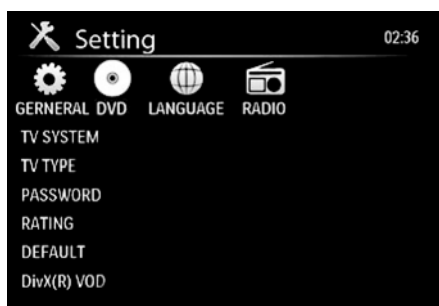 Setting 02:36
GERNERAL DVD LANGUAGE RADIO
TV SYSTEM
TV TYPE
PASSWORD
RATING
DEFAULT
DivX(R) VOD